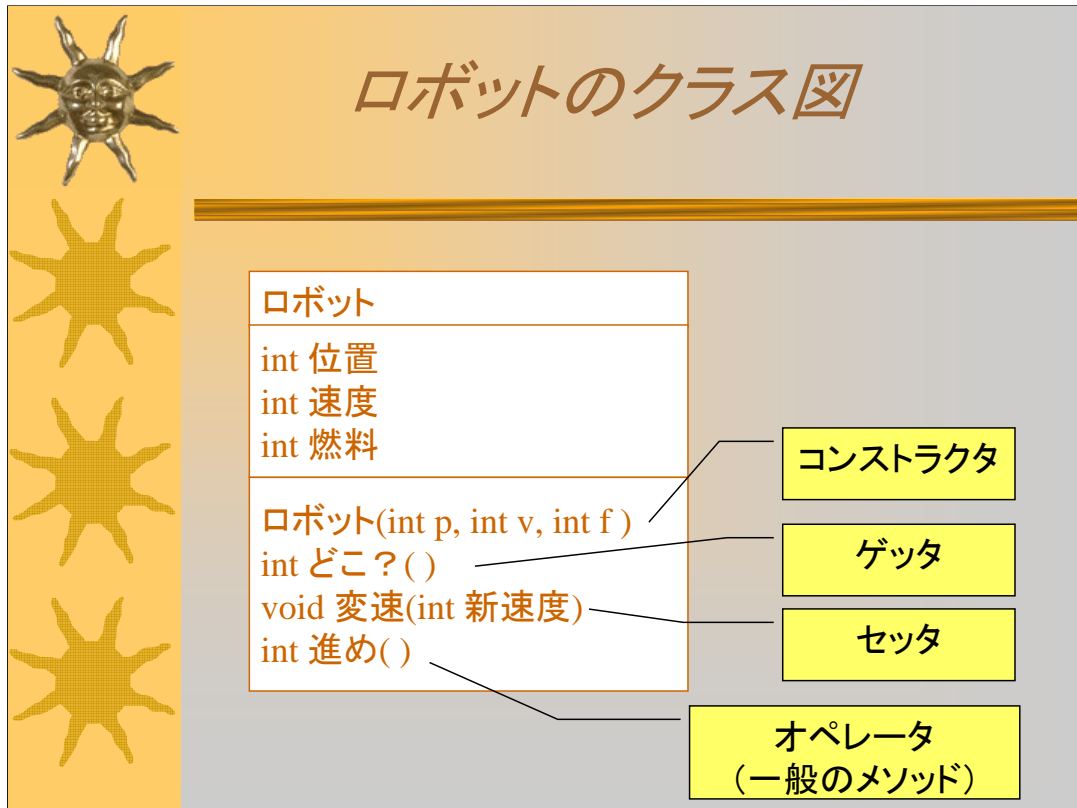 ロボットのクラス図
ロボット
int 位置
int 速度
int 燃料
ロボット(int p, int v, int f )
int どこ？( )
void 変速(int 新速度)
int 進め( )
コンストラクタ
ゲッタ
セッタ
オペレータ
（一般のメソッド）